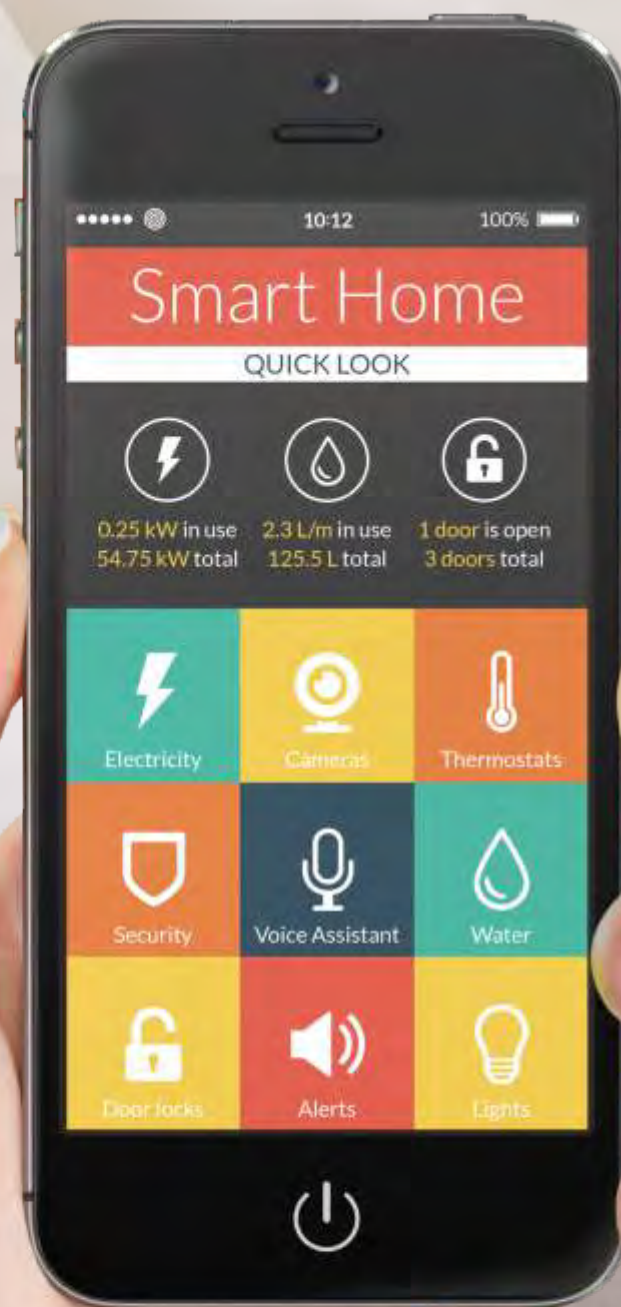 10:12
100%
Smart Home
QUICK LOOK
0.25 kW in use
54.75 kW total
2.3 L/m in use
125.5 L total
1 door is open
3 doors total
Electricity
Cameras
Thermostats
Security
Voice Assistant
Water
Door locks
Alerts
Lights